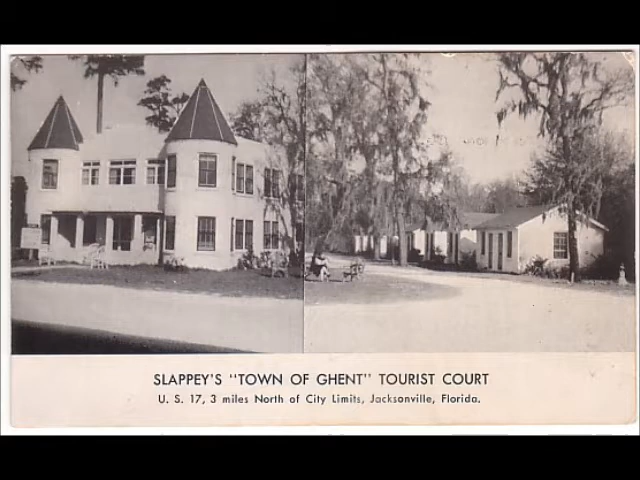 SLAPPEY'S "TOWN OF GHENT" TOURIST COURT
U. S. 17, 3 miles North of City Limits, Jacksonville, Florida.